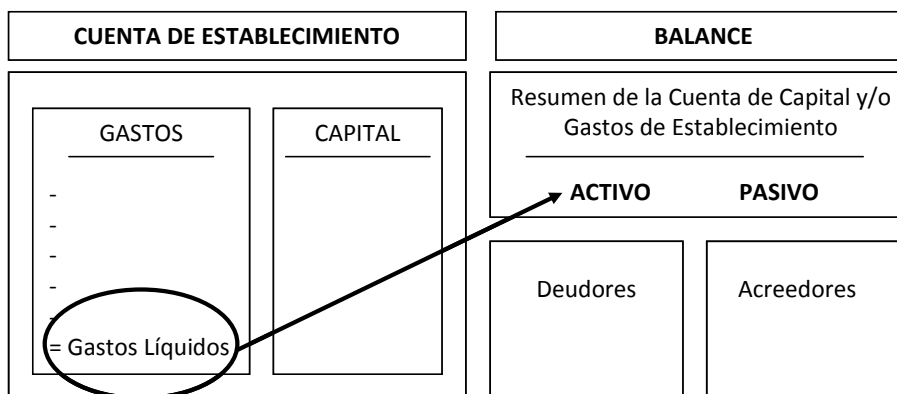 CUENTA DE ESTABLECIMIENTO
GASTOS
-
-
-
-
-
= Gastos Líquidos
CAPITAL
BALANCE
Resumen de la Cuenta de Capital y/o
Gastos de Establecimiento
ACTIVO PASIVO
Deudores
Acreedores